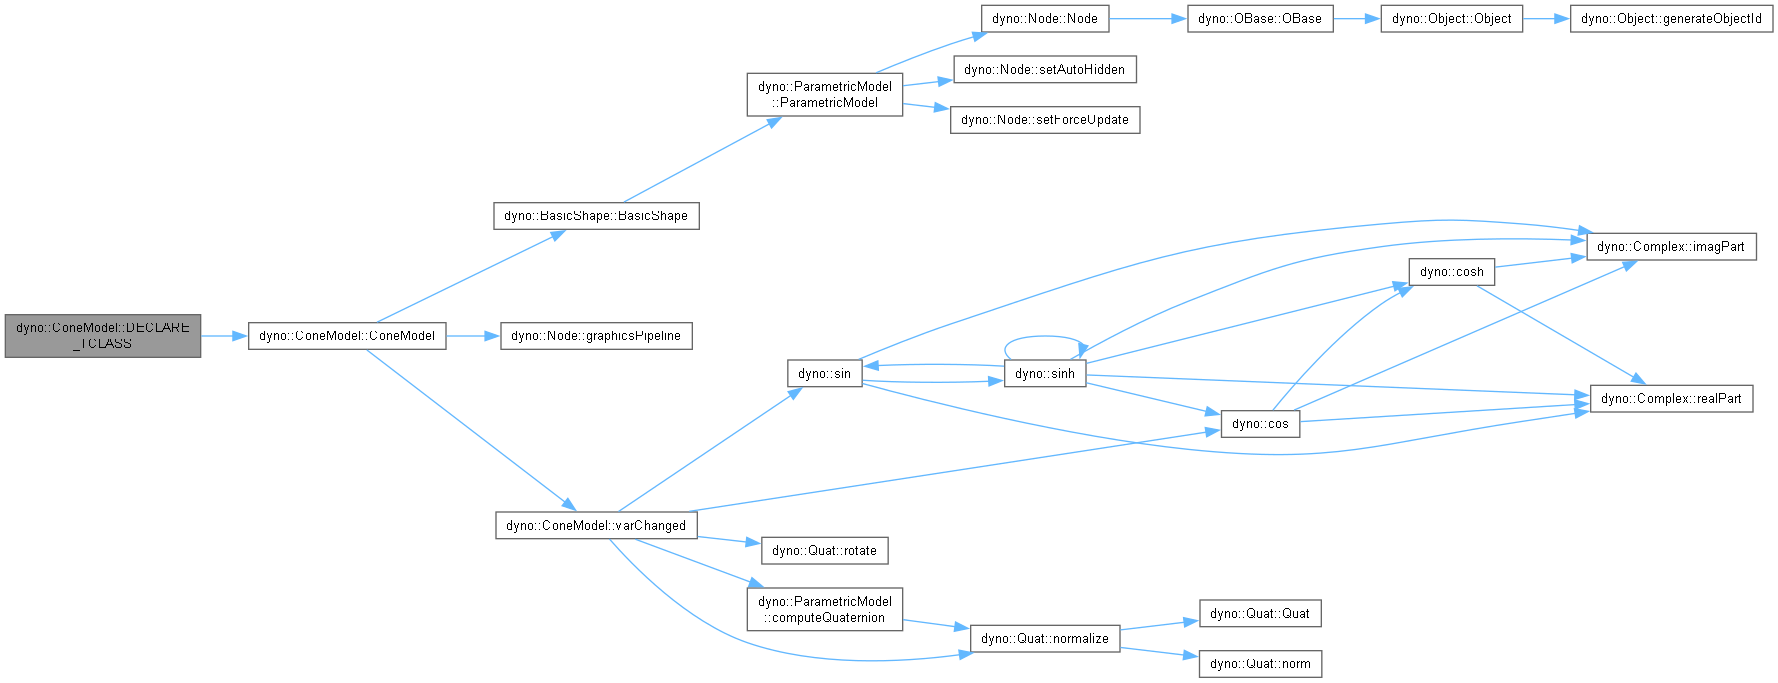 dyno::Node::Node
dyno::OBase::OBase
dyno::Object::Object
dyno::Object::generateObjectId
dyno::Node::setAutoHidden
dyno::ParametricModel
::ParametricModel
dyno::Node::setForceUpdate
dyno::BasicShape::BasicShape
dyno::Complex::imagPart
dyno::cosh
dyno::ConeModel::DECLARE
_TCLASS
dyno::ConeModel::ConeModel
dyno::Node::graphicsPipeline
dyno::sin
dyno::sinh
dyno::Complex::realPart
dyno::cos
dyno::ConeModel::varChanged
dyno::Quat::rotate
dyno::ParametricModel
::computeQuaternion
dyno::Quat::Quat
dyno::Quat::normalize
dyno::Quat::norm